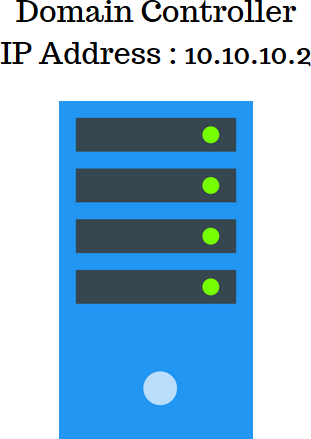 Domain Controller
IP Address : 10.10.10.2